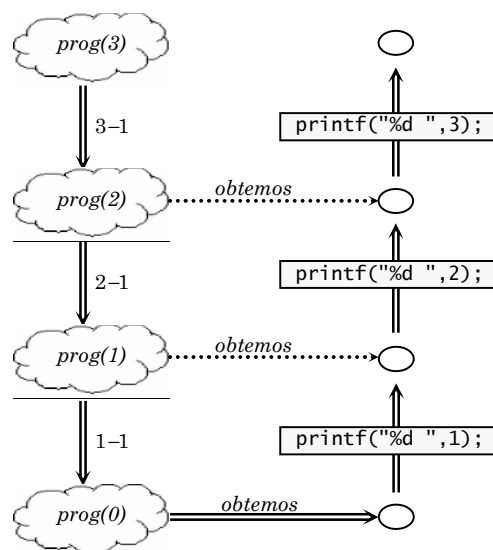 prog(3)
3–1
printf("%d ",3);
prog(2)
obtemos
2–1
printf("%d ",2);
prog(1)
obtemos
1–1
printf("%d ",1);
prog(0)
obtemos